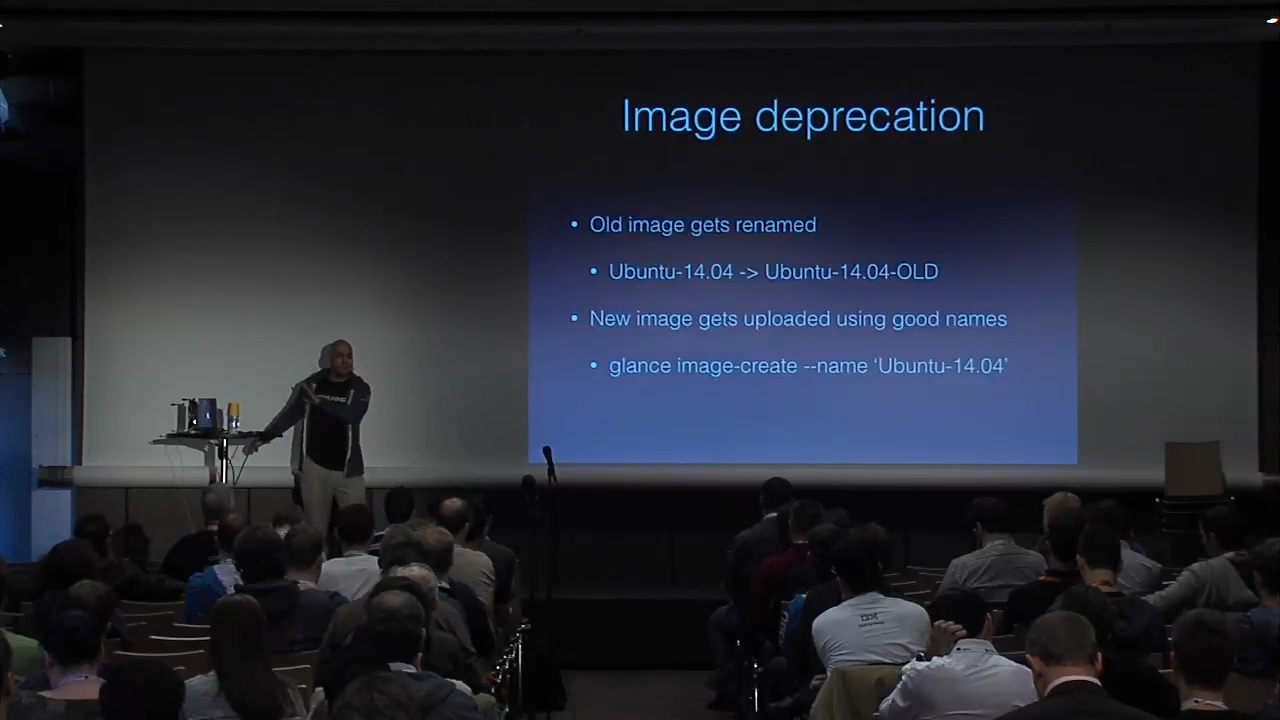 Image deprecation
• Old image gets renamed
• Ubuntu-14.04 -> Ubuntu-14.04-OLD
• New image gets uploaded using good names
• glance image-create --name ‘Ubuntu-14.04’
IBM